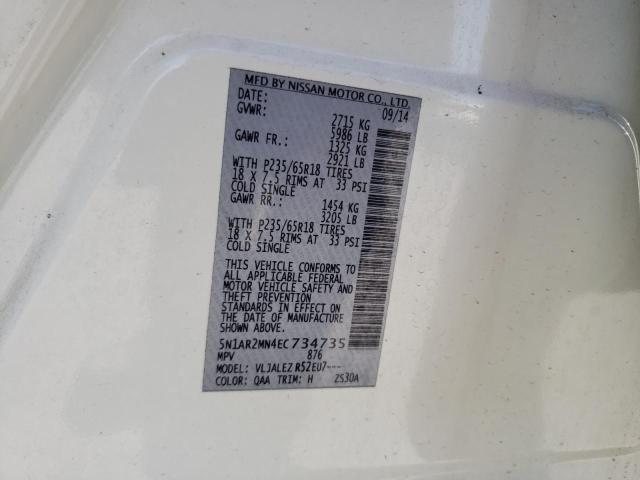 MFD BY NISSAN MOTOR CO., LTD.
DATE: 09/14
GVWR: 2715 KG
5986 LB
GAWR FR.: 1325 KG
2921 LB
WITH P235/65R18 TIRES
18 X 7.5 RIMS AT 33 PSI
COLD SINGLE
GAWR RR.: 1454 KG
3205 LB
WITH P235/65R18 TIRES
18 X 7.5 RIMS AT 33 PSI
COLD SINGLE
THIS VEHICLE CONFORMS TO
ALL APPLICABLE FEDERAL
MOTOR VEHICLE SAFETY AND
THEFT PREVENTION
STANDARDS IN EFFECT ON
THE DATE OF MANUFACTURE
SHOWN ABOVE.
5N1AR2MN4EC734735
MPV 876
MODEL: VLJALEZ R52EU7---
COLOR: QAA TRIM: H 2S30A